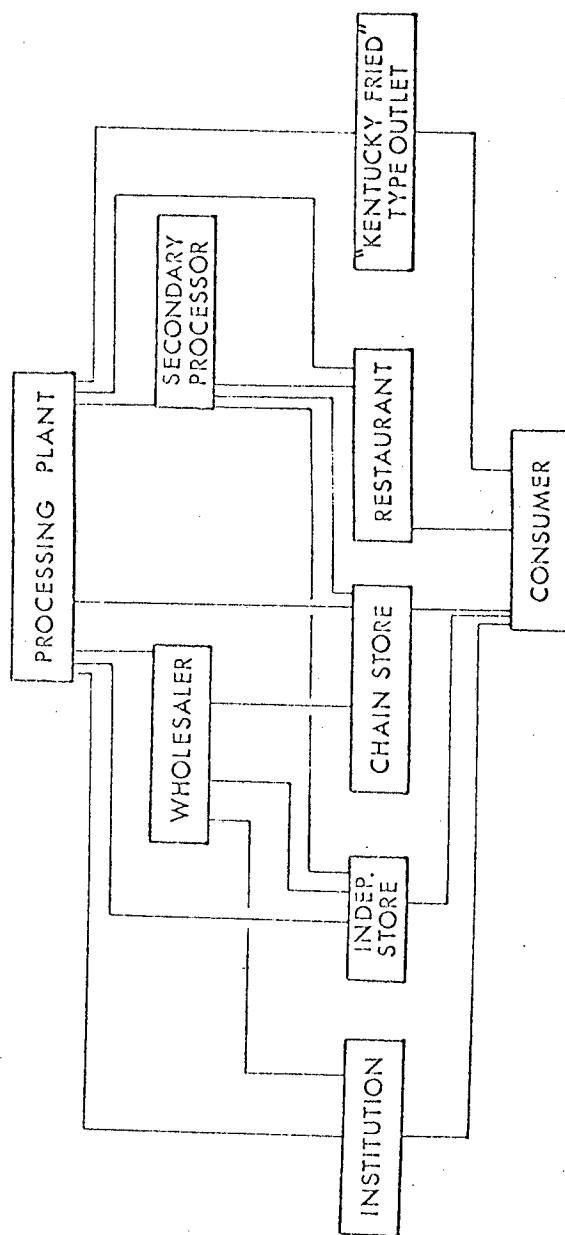 PROCESSING PLANT
WHOLESALER
SECONDARY
PROCESSOR
INSTITUTION
INDEP.
STORE
CHAIN STORE
RESTAURANT
"KENTUCKY FRIED"
TYPE OUTLET
CONSUMER